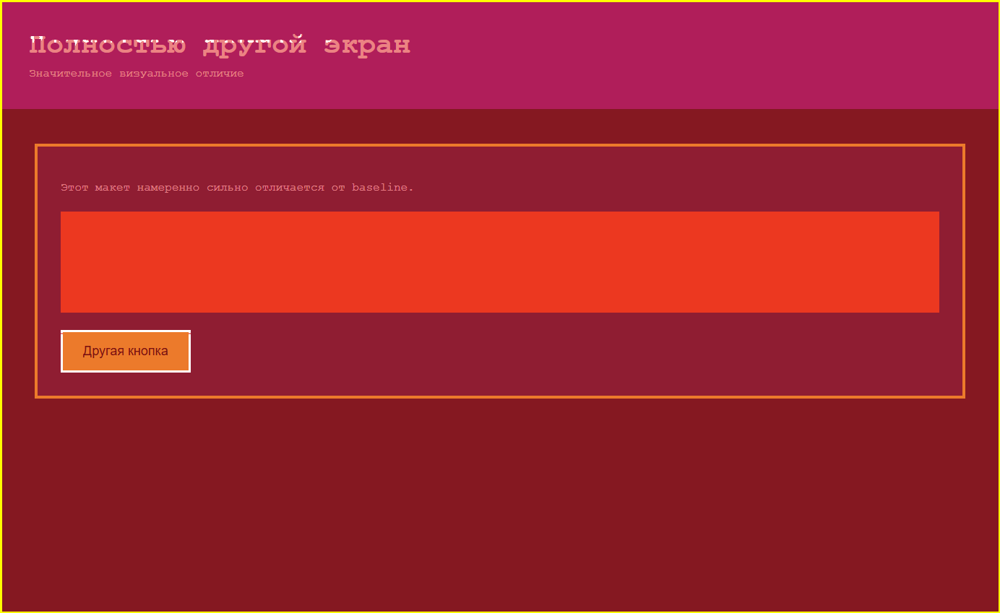 Полностью другой экран
Значительное визуальное отличие
Этот макет намеренно сильно отличается от baseline.
Другая кнопка